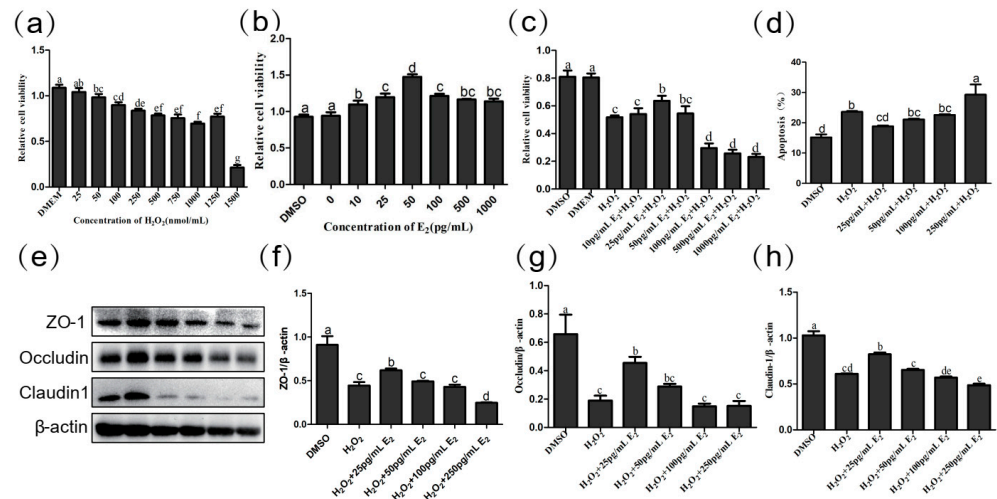 (a)
Relative cell viability
1.5
1.0
0.5
0.0
a
ab
bc
cd
de
ef
ef
f
ef
g
DMEM
25
50
100
250
500
750
1000
1250
1500
Concentration of H₂O₂(nmol/mL)
(b)
Relative cell viability
2.0
1.5
1.0
0.5
0.0
a
a
b
c
d
c
c
b
DMSO
0
10
25
50
100
500
1000
Concentration of E₂(pg/mL)
(c)
Relative cell viability
1.0
0.8
0.6
0.4
0.2
0.0
a
a
c
c
b
bc
d
d
d
DMSO
DMEM
H₂O₂
10pg/mL E₂+H₂O₂
25pg/mL E₂+H₂O₂
50pg/mL E₂+H₂O₂
100pg/mL E₂+H₂O₂
500pg/mL E₂+H₂O₂
1000pg/mL E₂+H₂O₂
(d)
Apoptosis (%)
40
30
20
10
0
d
b
cd
bc
bc
a
DMSO
H₂O₂
25pg/mL+H₂O₂
50pg/mL+H₂O₂
100pg/mL+H₂O₂
250pg/mL+H₂O₂
(e)
ZO-1
Occludin
Claudin1
β-actin
(f)
ZO-1/β -actin
1.5
1.0
0.5
0.0
a
c
b
c
c
d
DMSO
H₂O₂
H₂O₂+25pg/mL E₂
H₂O₂+50pg/mL E₂
H₂O₂+100pg/mL E₂
H₂O₂+250pg/mL E₂
(g)
Occludin/β -actin
1.0
0.8
0.6
0.4
0.2
0.0
a
c
b
bc
c
c
DMSO
H₂O₂
H₂O₂+25pg/mL E₂
H₂O₂+50pg/mL E₂
H₂O₂+100pg/mL E₂
H₂O₂+250pg/mL E₂
(h)
Claudin-1/β -actin
1.5
1.0
0.5
0.0
a
cd
b
c
de
e
DMSO
H₂O₂
H₂O₂+25pg/mL E₂
H₂O₂+50pg/mL E₂
H₂O₂+100pg/mL E₂
H₂O₂+250pg/mL E₂